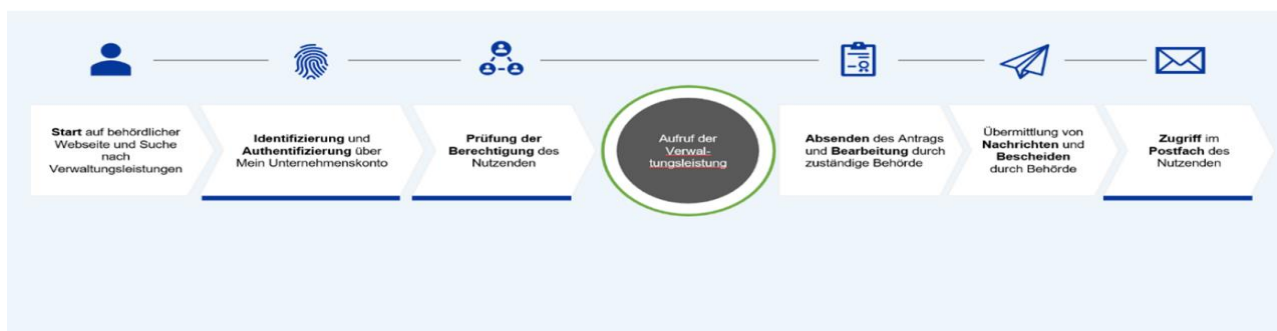 Start auf behördlicher
Webseite und Suche
nach
Verwaltungsleistungen
Identifizierung und
Authentifizierung über
Mein Unternehmenskonto
Prüfung der
Berechtigung des
Nutzenden
Aufruf der
Verwal-
tungsleistung
Absenden des Antrags
und Bearbeitung durch
zuständige Behörde
Übermittlung von
Nachrichten und
Bescheiden
durch Behörde
Zugriff im
Postfach des
Nutzenden